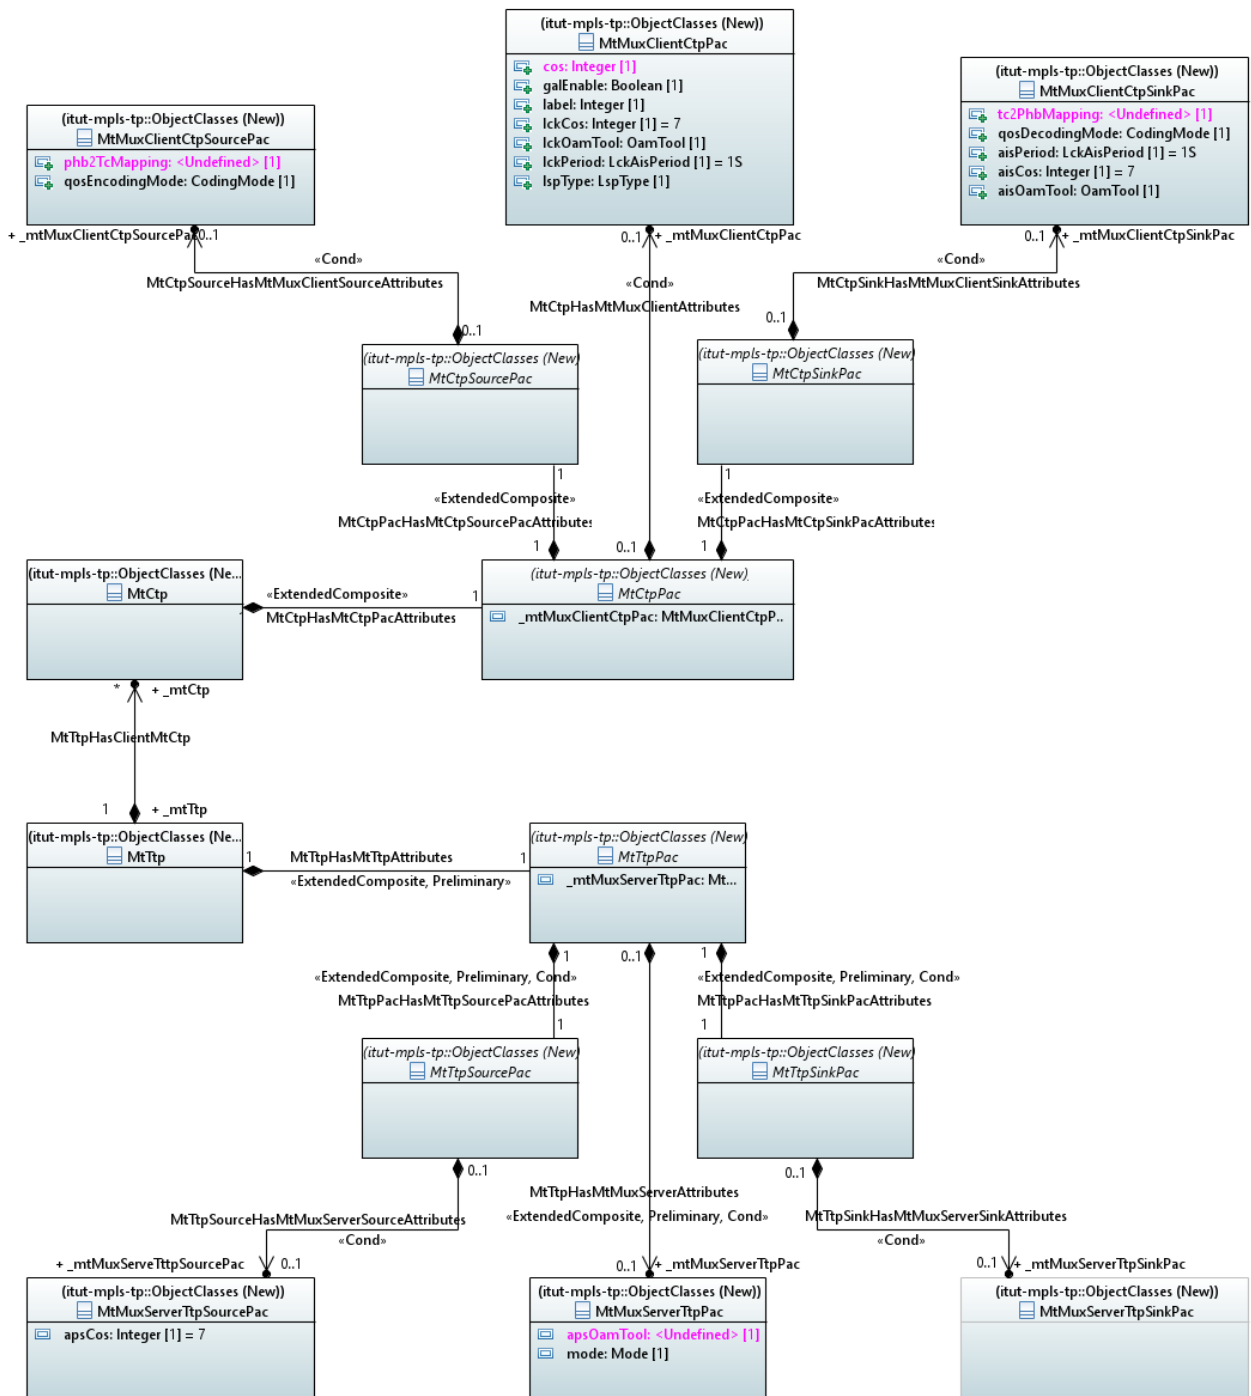 (itut-mpls-tp::ObjectClasses (New))
MtMuxClientCtpPac
cos: Integer [1]
galEnable: Boolean [1]
label: Integer [1]
lckCos: Integer [1] = 7
lckOamTool: OamTool [1]
lckPeriod: LckAisPeriod [1] = 1S
lspType: LspType [1]
(itut-mpls-tp::ObjectClasses (New))
MtMuxClientCtpSinkPac
tc2PhbMapping: <Undefined> [1]
qosDecodingMode: CodingMode [1]
aisPeriod: LckAisPeriod [1] = 1S
aisCos: Integer [1] = 7
aisOamTool: OamTool [1]
(itut-mpls-tp::ObjectClasses (New))
MtMuxClientCtpSourcePac
phb2TcMapping: <Undefined> [1]
qosEncodingMode: CodingMode [1]
+ _mtMuxClientCtpSourcePac
0..1
0..1
+ _mtMuxClientCtpPac
0..1
+ _mtMuxClientCtpSinkPac
«Cond»
MtCtpSourceHasMtMuxClientSourceAttributes
«Cond»
MtCtpHasMtMuxClientAttributes
«Cond»
MtCtpSinkHasMtMuxClientSinkAttributes
0..1
0..1
(itut-mpls-tp::ObjectClasses (New)
MtCtpSourcePac
(itut-mpls-tp::ObjectClasses (New)
MtCtpSinkPac
1
1
«ExtendedComposite»
MtCtpPacHasMtCtpSourcePacAttributes
«ExtendedComposite»
MtCtpPacHasMtCtpSinkPacAttributes
1
0..1
1
(itut-mpls-tp::ObjectClasses (Ne...
MtCtp
«ExtendedComposite»
1
MtCtpHasMtCtpPacAttributes
(itut-mpls-tp::ObjectClasses (New)
MtCtpPac
_mtMuxClientCtpPac: MtMuxClientCtpP..
*
+ _mtCtp
MtTtpHasClientMtCtp
1
+ _mtTtp
(itut-mpls-tp::ObjectClasses (Ne...
MtTtp
1
MtTtpHasMtTtpAttributes
1
«ExtendedComposite, Preliminary»
(itut-mpls-tp::ObjectClasses (New)
MtTtpPac
_mtMuxServerTtpPac: Mt...
1
0..1
1
«ExtendedComposite, Preliminary, Cond»
MtTtpPacHasMtTtpSourcePacAttributes
«ExtendedComposite, Preliminary, Cond»
MtTtpPacHasMtTtpSinkPacAttributes
1
1
(itut-mpls-tp::ObjectClasses (New)
MtTtpSourcePac
(itut-mpls-tp::ObjectClasses (New)
MtTtpSinkPac
0..1
0..1
MtTtpSourceHasMtMuxServerSourceAttributes
«Cond»
MtTtpHasMtMuxServerAttributes
«ExtendedComposite, Preliminary, Cond»
MtTtpSinkHasMtMuxServerSinkAttributes
«Cond»
+ _mtMuxServeTttpSourcePac
0..1
0..1
+ _mtMuxServerTtpPac
0..1
+ _mtMuxServerTtpSinkPac
(itut-mpls-tp::ObjectClasses (New))
MtMuxServerTtpSourcePac
apsCos: Integer [1] = 7
(itut-mpls-tp::ObjectClasses (New))
MtMuxServerTtpPac
apsOamTool: <Undefined> [1]
mode: Mode [1]
(itut-mpls-tp::ObjectClasses (New))
MtMuxServerTtpSinkPac